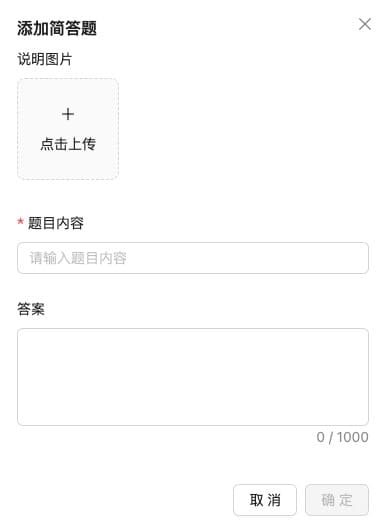 添加简答题
说明图片
点击上传
* 题目内容
请输入题目内容
答案
0 / 1000
取 消
确 定